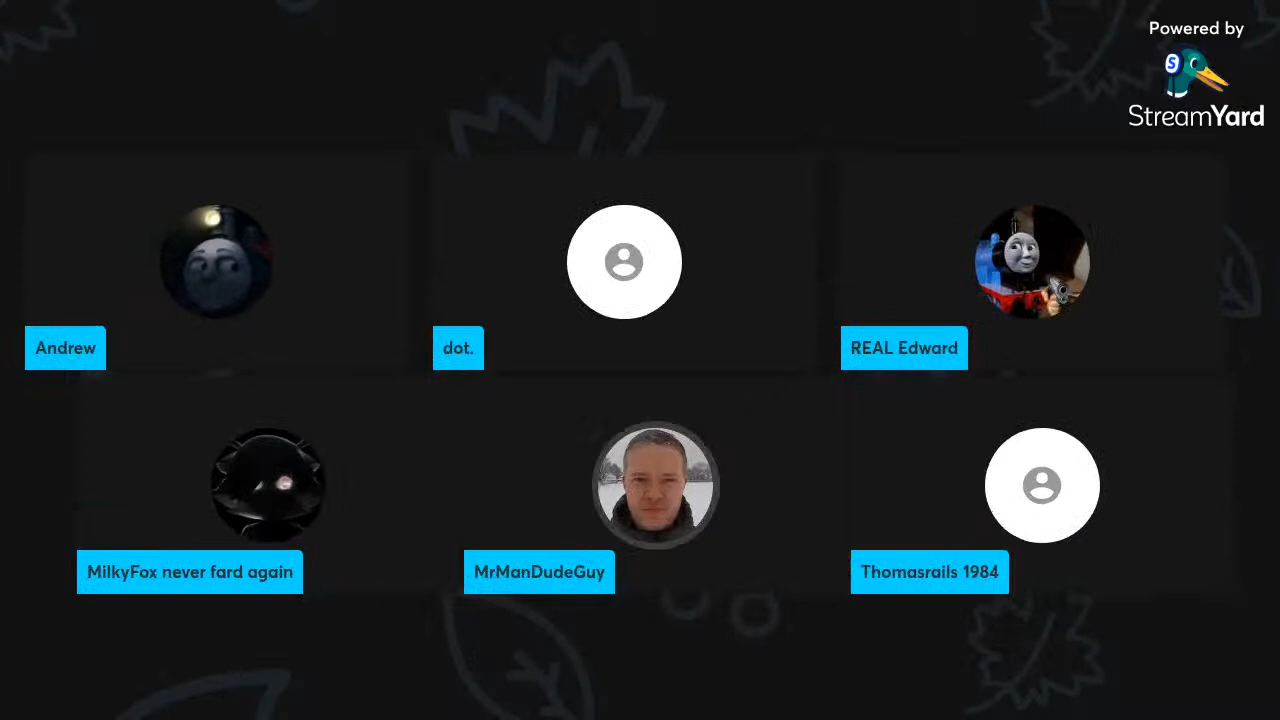 Powered by
S
StreamYard
Andrew
dot.
REAL Edward
MilkyFox never fard again
MrManDudeGuy
Thomasrails 1984